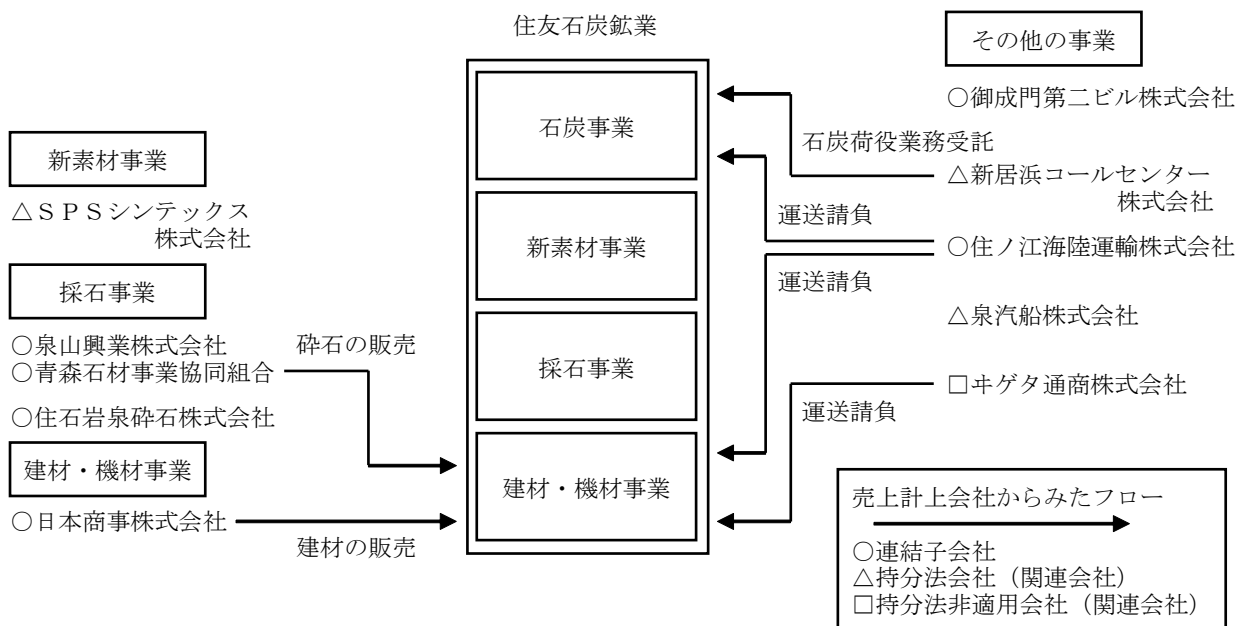 住友石炭鉱業
石炭事業
新素材事業
採石事業
建材・機材事業
新素材事業
△ＳＰＳシンテックス
株式会社
採石事業
○泉山興業株式会社
○青森石材事業協同組合
○住石岩泉砕石株式会社
砕石の販売
建材・機材事業
○日本商事株式会社
建材の販売
その他の事業
○御成門第二ビル株式会社
石炭荷役業務受託
△新居浜コールセンター
株式会社
運送請負
○住ノ江海陸運輸株式会社
運送請負
△泉汽船株式会社
□ヰゲタ通商株式会社
運送請負
売上計上会社からみたフロー
○連結子会社
△持分法会社（関連会社）
□持分法非適用会社（関連会社）